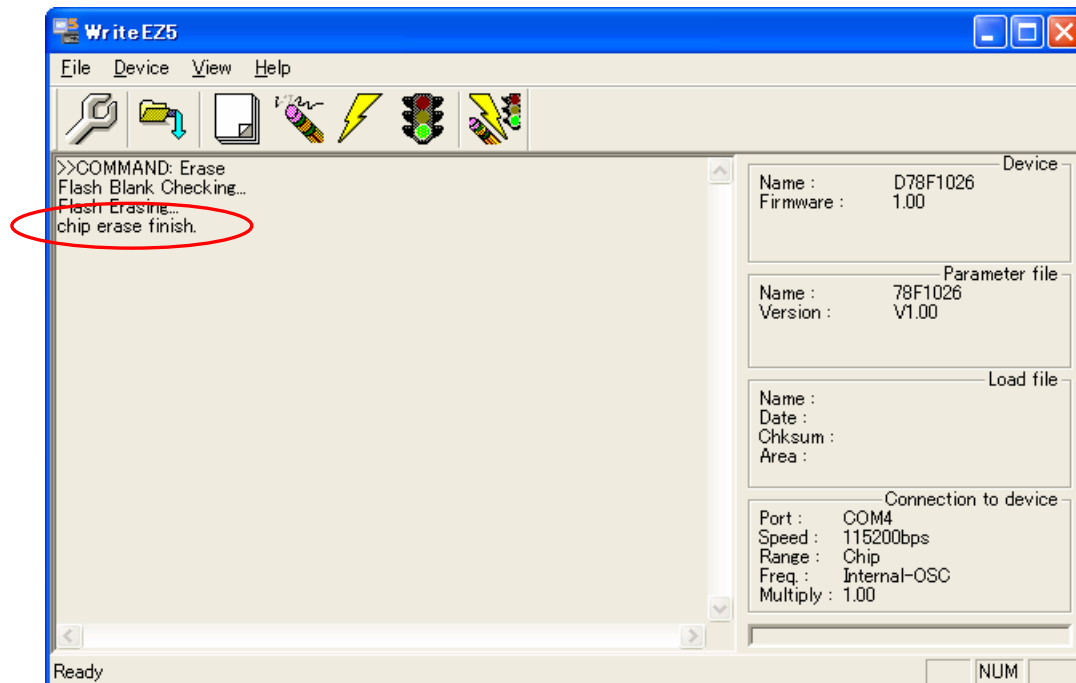 WriteEZ5
File Device View Help
>>COMMAND: Erase
Flash Blank Checking...
Flash Erasing...
chip erase finish.
Device
Name : D78F1026
Firmware : 1.00
Parameter file
Name : 78F1026
Version : V1.00
Load file
Name :
Date :
Chksum :
Area :
Connection to device
Port : COM4
Speed : 115200bps
Range : Chip
Freq. : Internal-OSC
Multiply : 1.00
Ready NUM